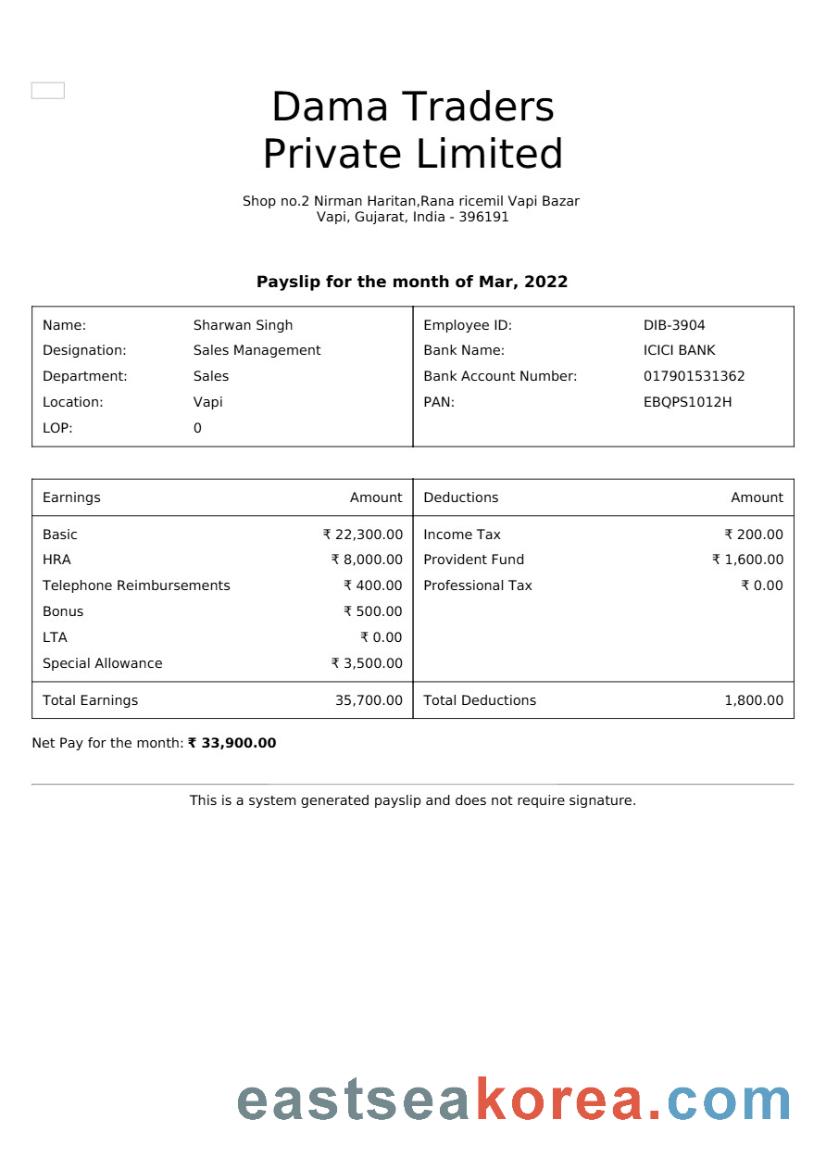 Dama Traders
Private Limited
Shop no.2 Nirman Haritan,Rana ricemil Vapi Bazar
Vapi, Gujarat, India - 396191
Payslip for the month of Mar, 2022
Name: Sharwan Singh Employee ID: DIB-3904
Designation: Sales Management Bank Name: ICICI BANK
Department: Sales Bank Account Number: 017901531362
Location: Vapi PAN: EBQPS1012H
LOP: 0
Earnings Amount Deductions Amount
Basic ₹ 22,300.00 Income Tax ₹ 200.00
HRA ₹ 8,000.00 Provident Fund ₹ 1,600.00
Telephone Reimbursements ₹ 400.00 Professional Tax ₹ 0.00
Bonus ₹ 500.00
LTA ₹ 0.00
Special Allowance ₹ 3,500.00
Total Earnings 35,700.00 Total Deductions 1,800.00
Net Pay for the month: ₹ 33,900.00
This is a system generated payslip and does not require signature.
eastseakorea.com